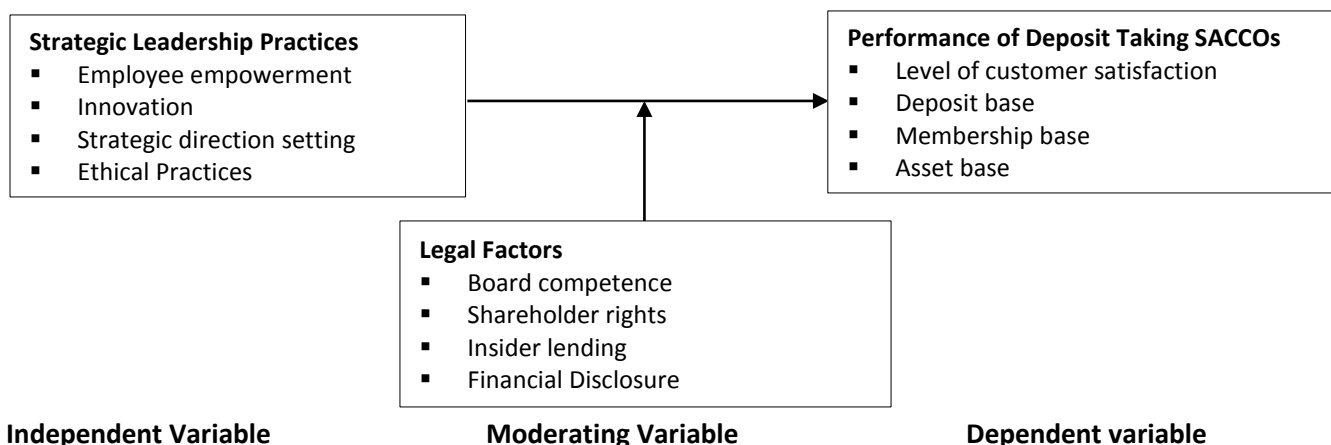 Strategic Leadership Practices
▪ Employee empowerment
▪ Innovation
▪ Strategic direction setting
▪ Ethical Practices
Performance of Deposit Taking SACCOs
▪ Level of customer satisfaction
▪ Deposit base
▪ Membership base
▪ Asset base
Legal Factors
▪ Board competence
▪ Shareholder rights
▪ Insider lending
▪ Financial Disclosure
Independent Variable
Moderating Variable
Dependent variable